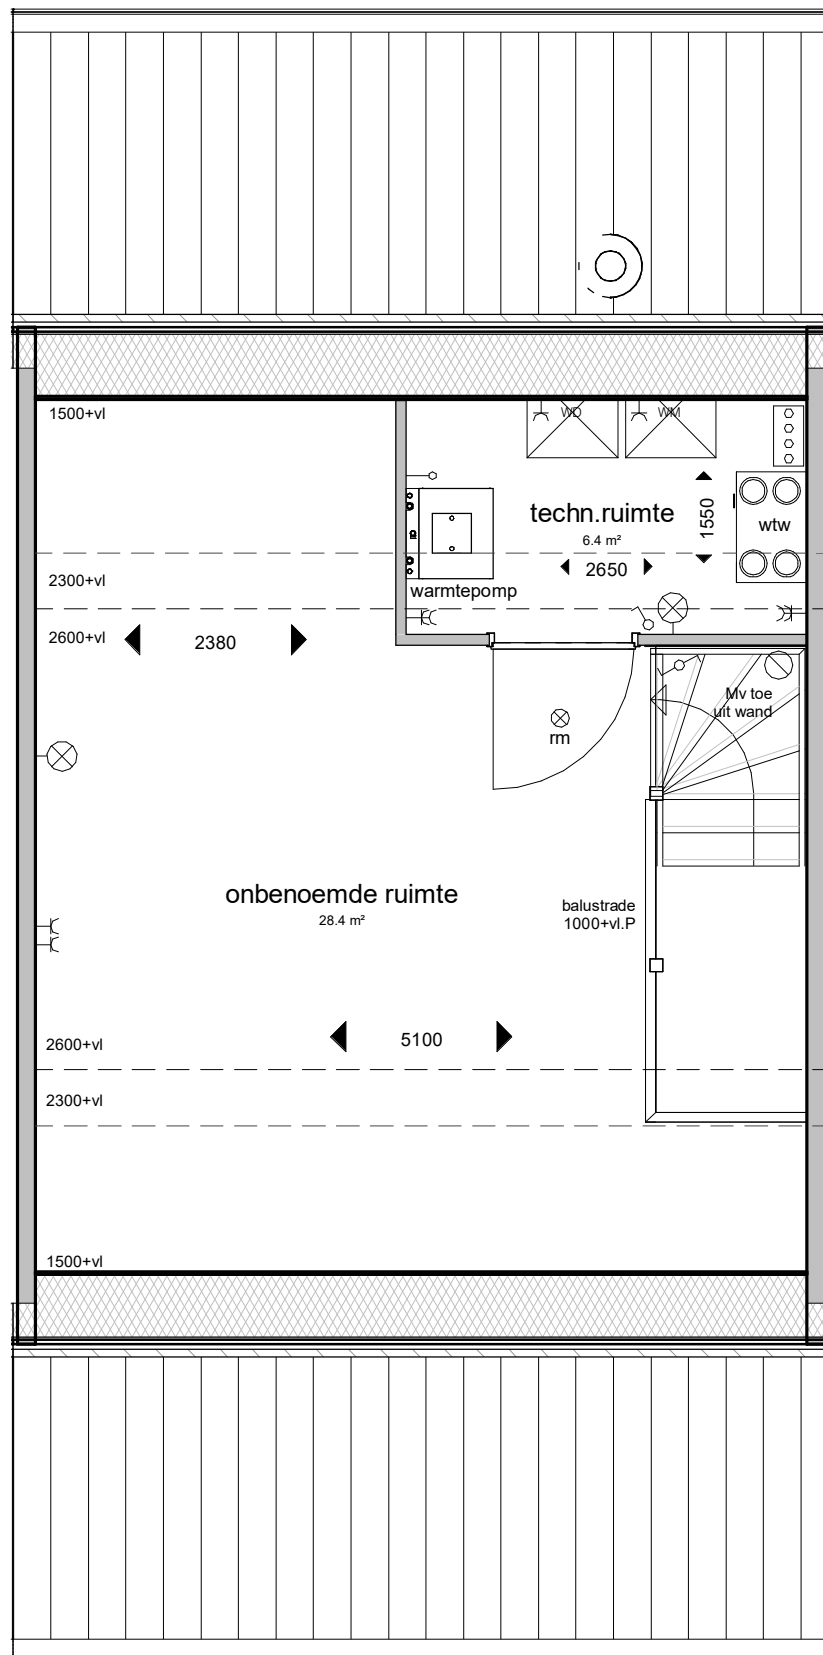 1500+vl
WD
WM
techn.ruimte
6.4 m²
1550
wtw
2650
warmtepomp
2300+vl
2600+vl
2380
Mv toe
uit wand
rm
onbenoemde ruimte
28.4 m²
balustrade
1000+vl.P
5100
2600+vl
2300+vl
1500+vl